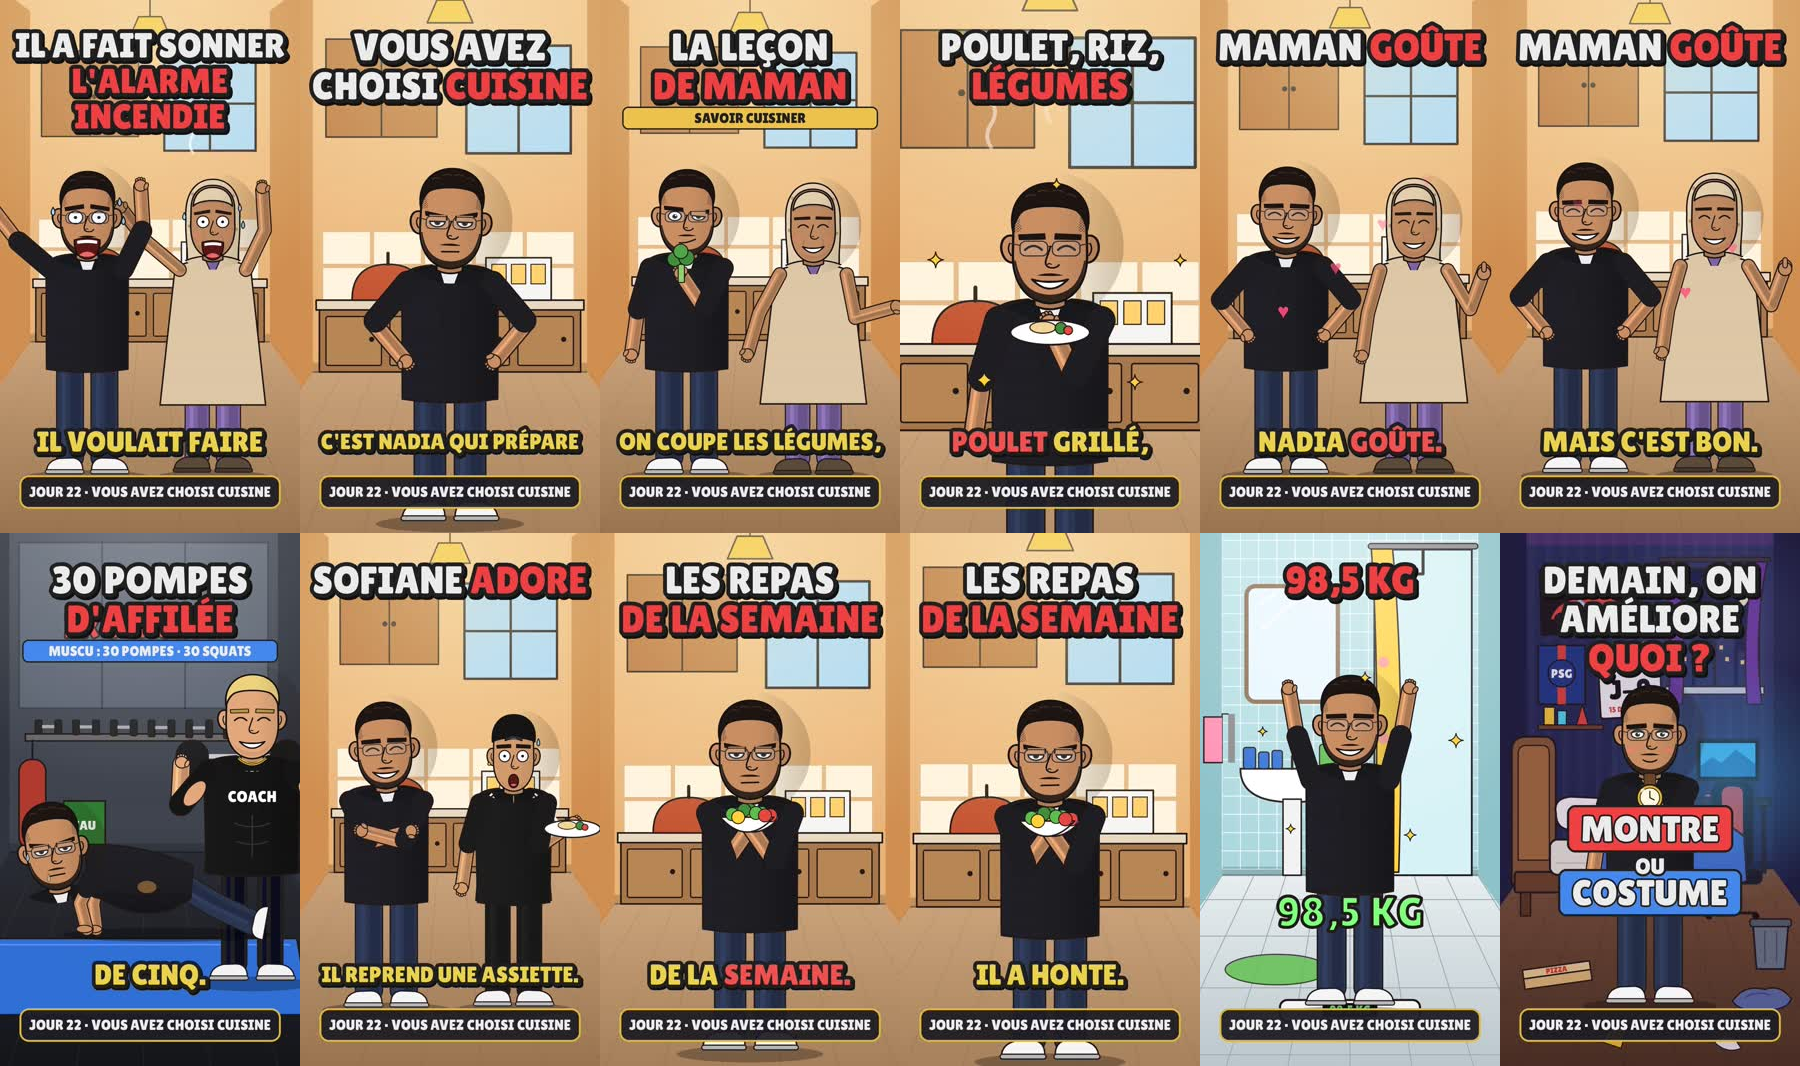 IL A FAIT SONNER
L'ALARME
INCENDIE
IL VOULAIT FAIRE
JOUR 22 · VOUS AVEZ CHOISI CUISINE
VOUS AVEZ
CHOISI CUISINE
C'EST NADIA QUI PRÉPARE
JOUR 22 · VOUS AVEZ CHOISI CUISINE
LA LEÇON
DE MAMAN
SAVOIR CUISINER
ON COUPE LES LÉGUMES,
JOUR 22 · VOUS AVEZ CHOISI CUISINE
POULET, RIZ,
LÉGUMES
POULET GRILLÉ,
JOUR 22 · VOUS AVEZ CHOISI CUISINE
MAMAN GOÛTE
NADIA GOÛTE.
JOUR 22 · VOUS AVEZ CHOISI CUISINE
MAMAN GOÛTE
MAIS C'EST BON.
JOUR 22 · VOUS AVEZ CHOISI CUISINE
30 POMPES
D'AFFILÉE
MUSCU : 30 POMPES · 30 SQUATS
COACH
DE CINQ.
JOUR 22 · VOUS AVEZ CHOISI CUISINE
SOFIANE ADORE
IL REPREND UNE ASSIETTE.
JOUR 22 · VOUS AVEZ CHOISI CUISINE
LES REPAS
DE LA SEMAINE
DE LA SEMAINE.
JOUR 22 · VOUS AVEZ CHOISI CUISINE
LES REPAS
DE LA SEMAINE
IL A HONTE.
JOUR 22 · VOUS AVEZ CHOISI CUISINE
98,5 KG
98,5 KG
JOUR 22 · VOUS AVEZ CHOISI CUISINE
DEMAIN, ON
AMÉLIORE
QUOI ?
PSG
MONTRE
OU
COSTUME
PIZZA
JOUR 22 · VOUS AVEZ CHOISI CUISINE